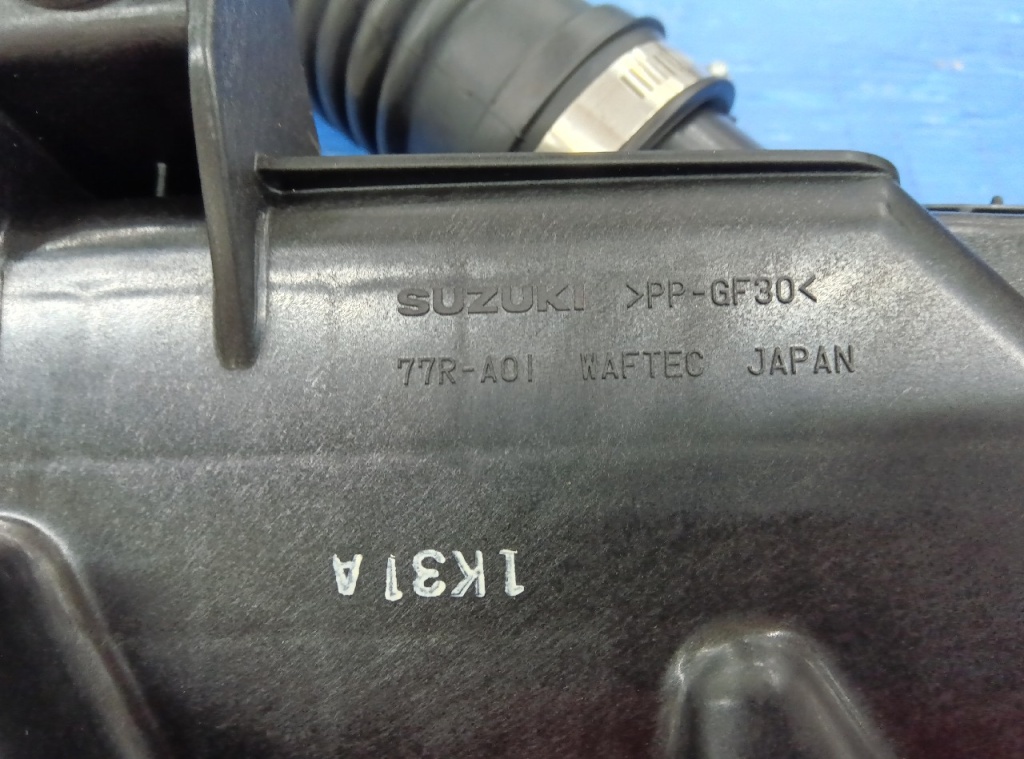 SUZUKI >PP-GF30<
77R-A01 WAFTEC JAPAN
1K31A